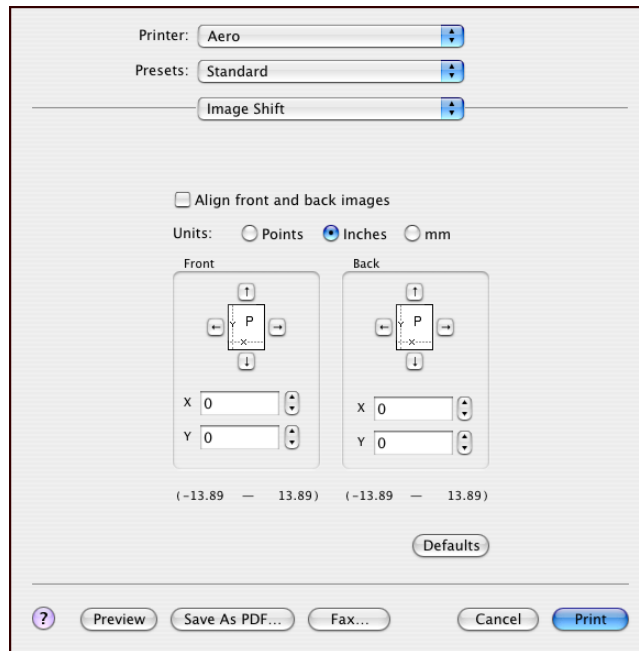 Printer: Aero
Presets: Standard
Image Shift
Align front and back images
Units: Points Inches mm
Front Back
↑ ↑
← Y P → ← Y P →
X X
↓ ↓
X 0 X 0
Y 0 Y 0
(-13.89 — 13.89) (-13.89 — 13.89)
Defaults
? Preview Save As PDF... Fax... Cancel Print